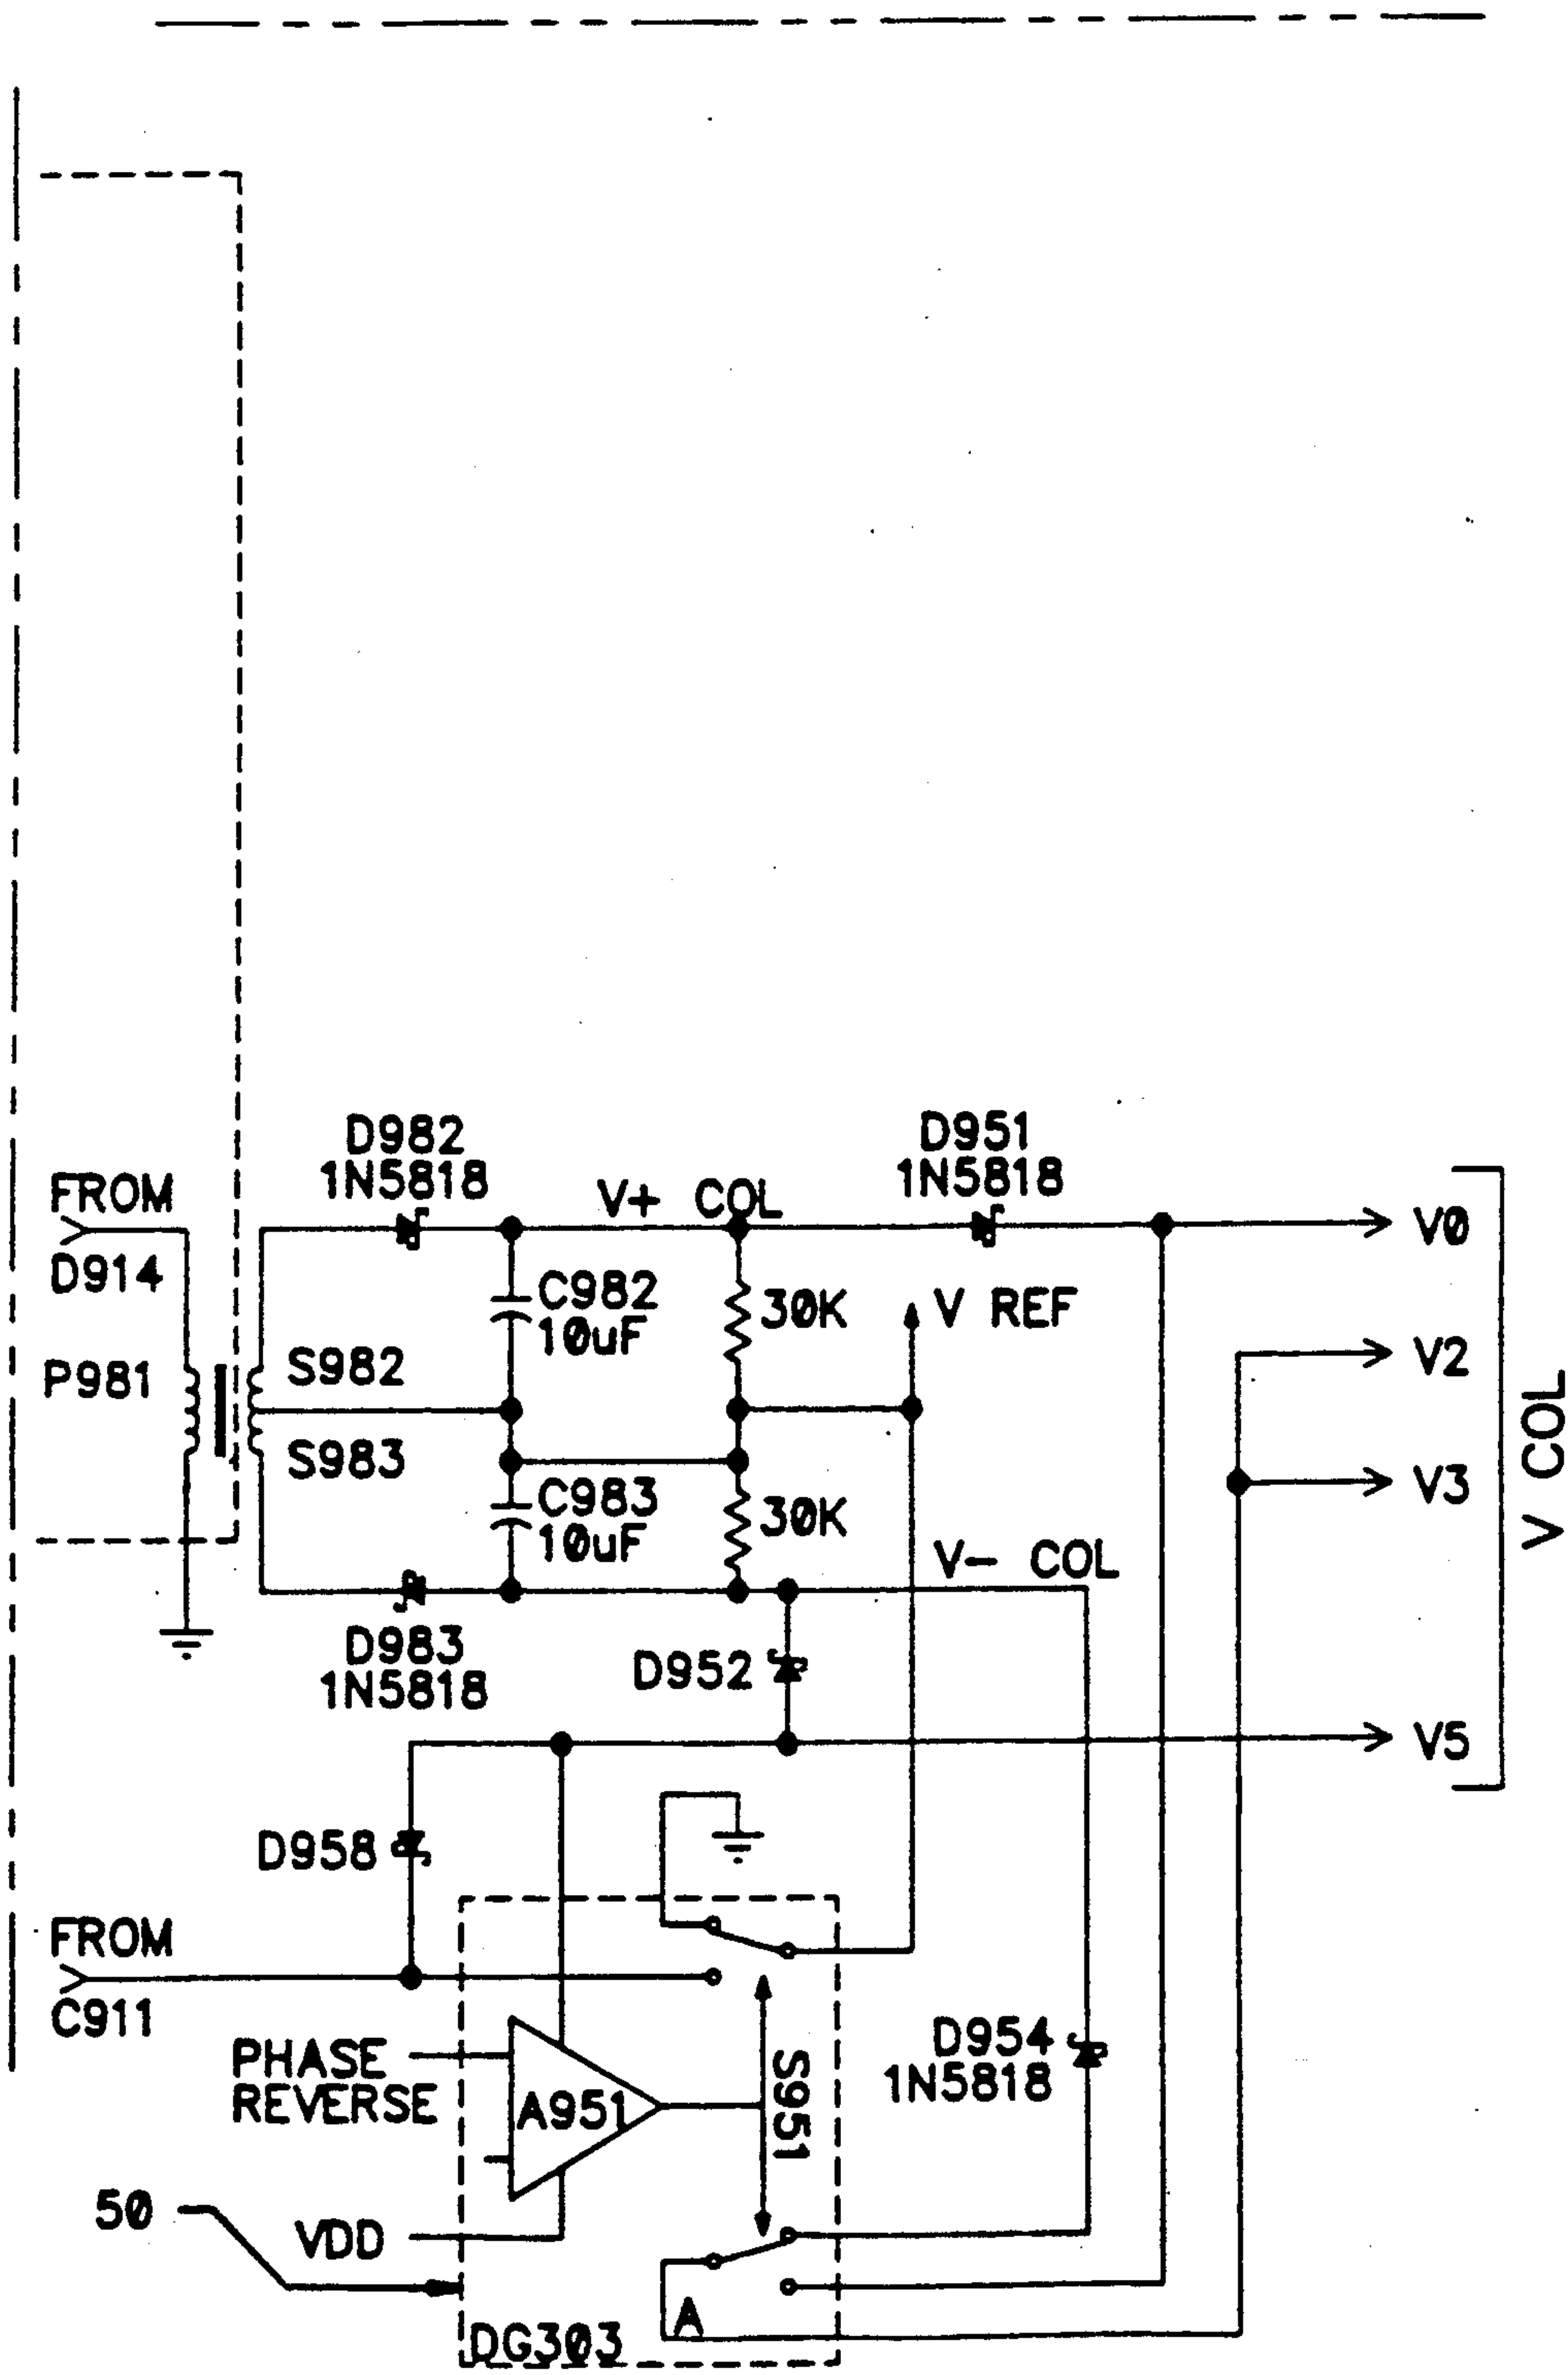 D982
1N5818
D951
1N5818
FROM
D914
V+ COL
V0
C982
10uF
30K
V REF
P981
S982
V2
S983
V COL
C983
10uF
30K
V3
V- COL
D983
1N5818
D952
V5
D958
FROM
C911
PHASE
REVERSE
A951
S951
D954
1N5818
50
VDD
A
DG303